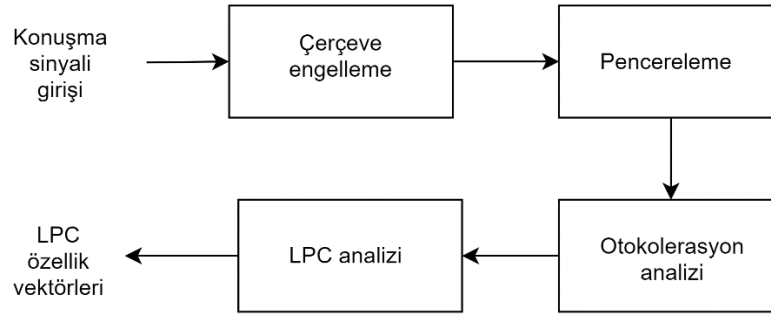 Konuşma
sinyali
girişi
Çerçeve
engelleme
Pencereleme
Otokolerasyon
analizi
LPC analizi
LPC
özellik
vektörleri